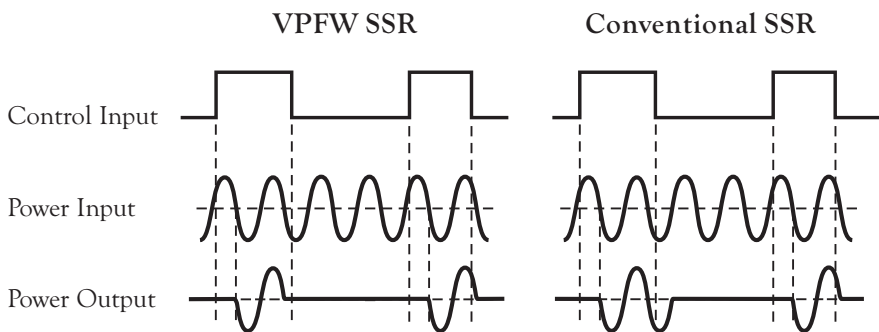 VPFW SSR
Conventional SSR
Control Input
Power Input
Power Output